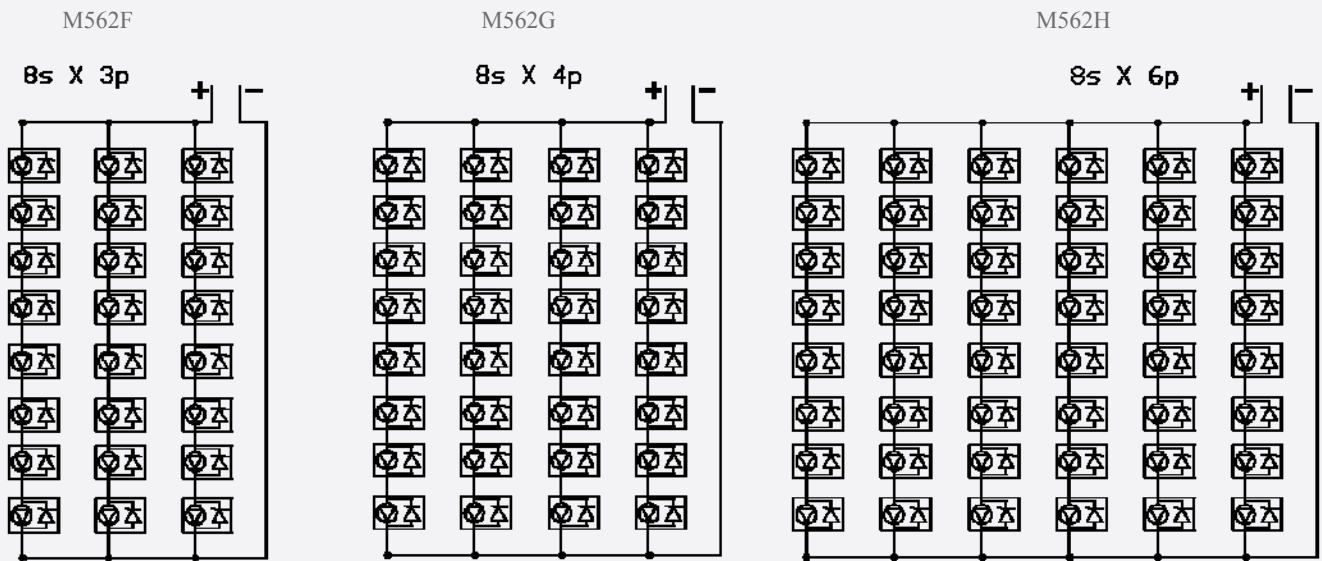 M562F
M562G
M562H
8s X 3p
8s X 4p
8s X 6p
+ −
+ −
+ −